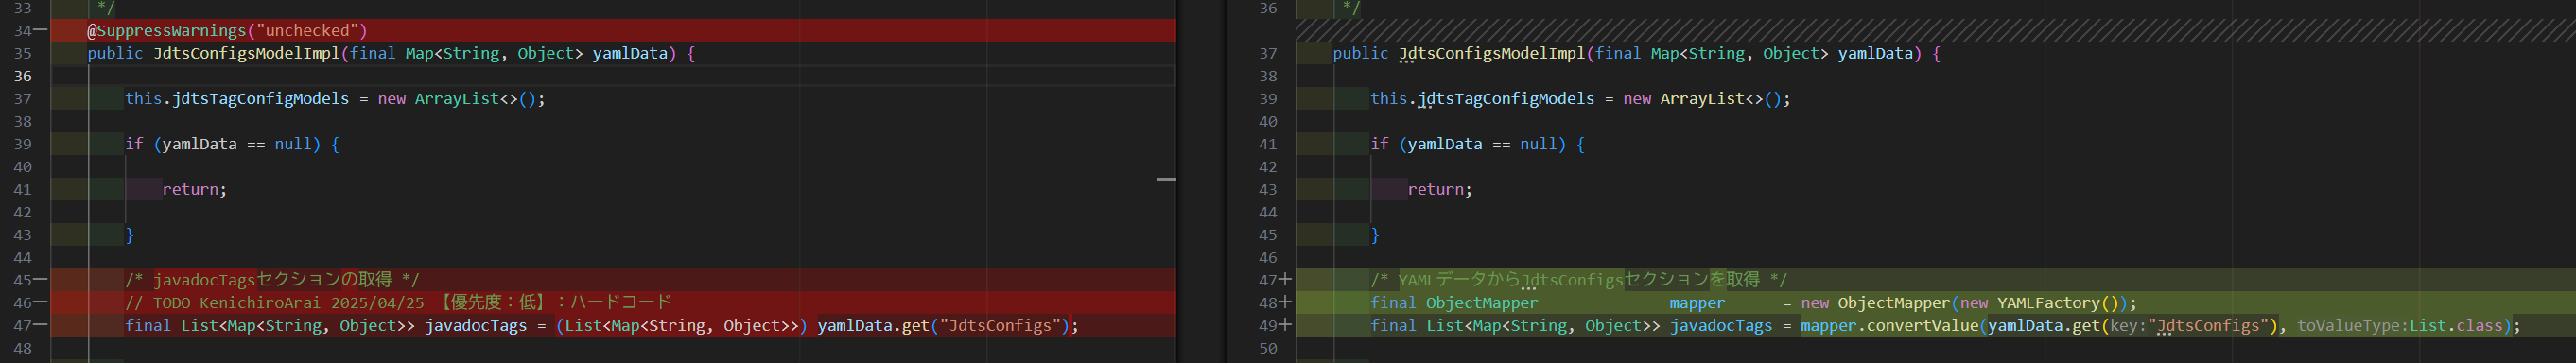 33 */
34 @SuppressWarnings("unchecked")
35 public JdtsConfigsModelImpl(final Map<String, Object> yamlData) {
36
37 this.jdtsTagConfigModels = new ArrayList<>();
38
39 if (yamlData == null) {
40
41 return;
42
43 }
44
45 /* javadocTagsセクションの取得 */
46 // TODO KenichiroArai 2025/04/25 【優先度:低】:ハードコード
47 final List<Map<String, Object>> javadocTags = (List<Map<String, Object>>) yamlData.get("JdtsConfigs");
48
36 */
37 public JdtsConfigsModelImpl(final Map<String, Object> yamlData) {
38
39 this.jdtsTagConfigModels = new ArrayList<>();
40
41 if (yamlData == null) {
42
43 return;
44
45 }
46
47 /* YAMLデータからJdtsConfigsセクションを取得 */
48 final ObjectMapper mapper = new ObjectMapper(new YAMLFactory());
49 final List<Map<String, Object>> javadocTags = mapper.convertValue(yamlData.get(key:"JdtsConfigs"), toValueType:List.class);
50